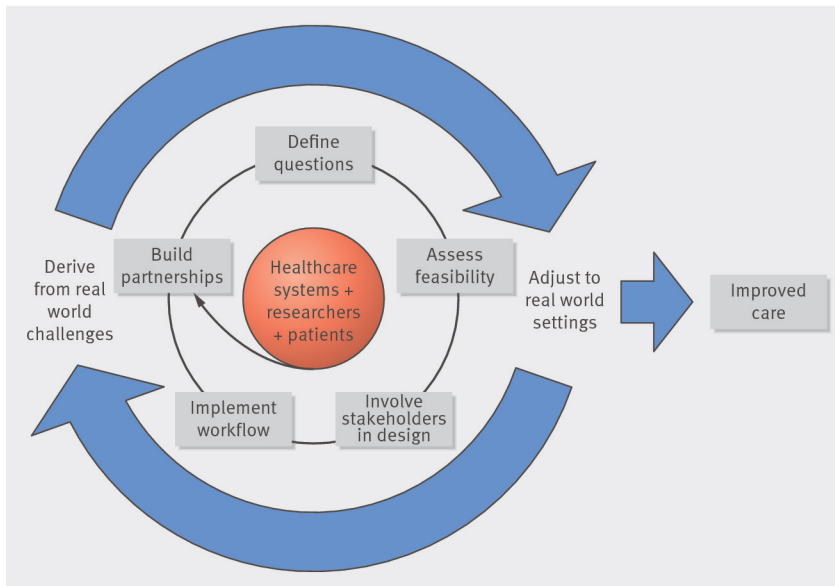 Define
questions
Build
partnerships
Assess
feasibility
Healthcare
systems +
researchers
+ patients
Derive
from real
world
challenges
Adjust to
real world
settings
Improved
care
Implement
workflow
Involve
stakeholders
in design